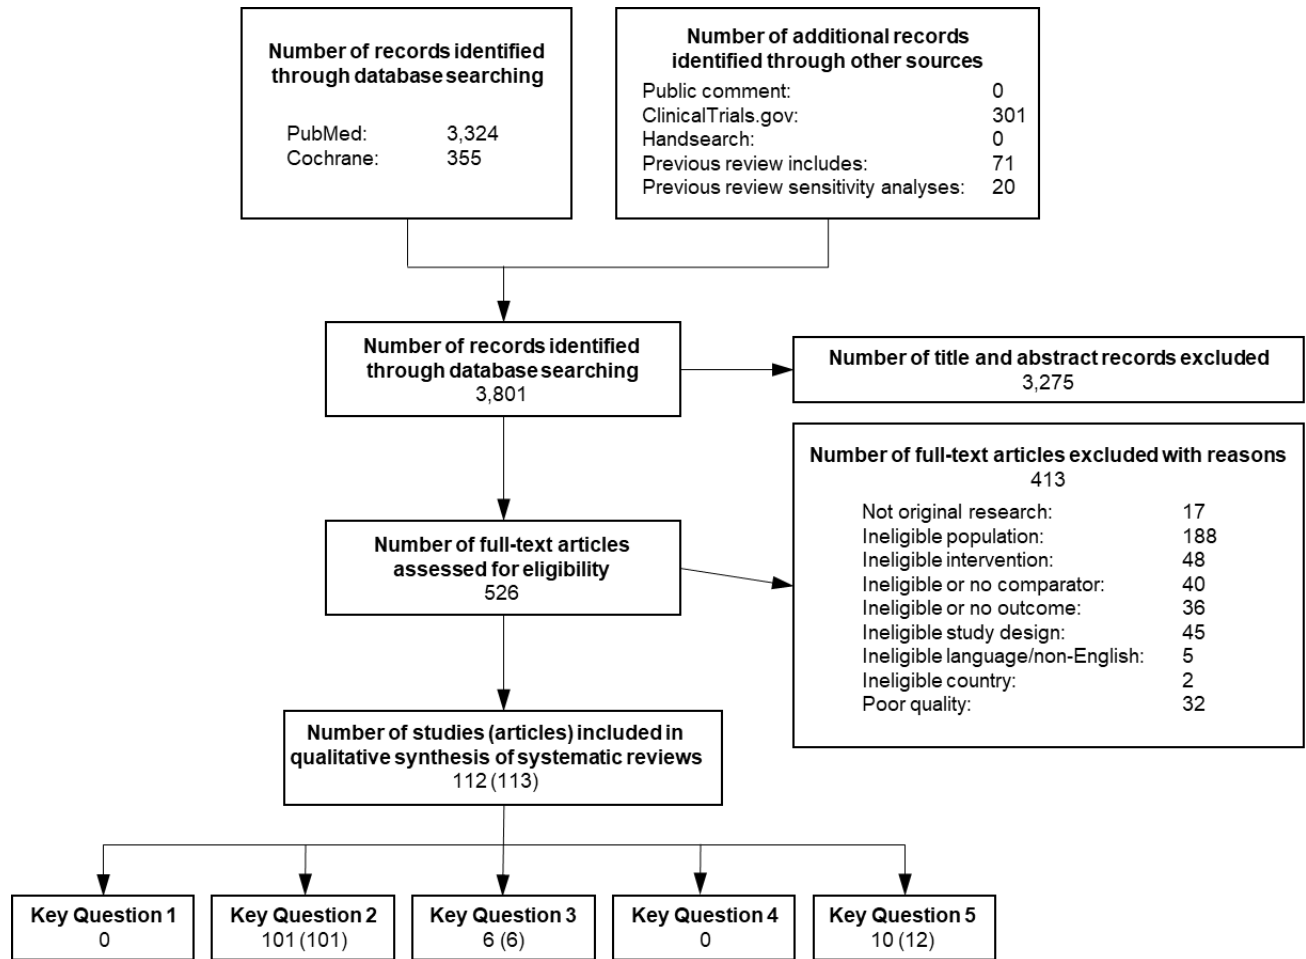 Number of records identified
through database searching
PubMed: 3,324
Cochrane: 355
Number of additional records
identified through other sources
Public comment: 0
ClinicalTrials.gov: 301
Handsearch: 0
Previous review includes: 71
Previous review sensitivity analyses: 20
Number of records identified
through database searching
3,801
Number of title and abstract records excluded
3,275
Number of full-text articles excluded with reasons
413
Not original research: 17
Ineligible population: 188
Ineligible intervention: 48
Ineligible or no comparator: 40
Ineligible or no outcome: 36
Ineligible study design: 45
Ineligible language/non-English: 5
Ineligible country: 2
Poor quality: 32
Number of full-text articles
assessed for eligibility
526
Number of studies (articles) included in
qualitative synthesis of systematic reviews
112 (113)
Key Question 1
0
Key Question 2
101 (101)
Key Question 3
6 (6)
Key Question 4
0
Key Question 5
10 (12)